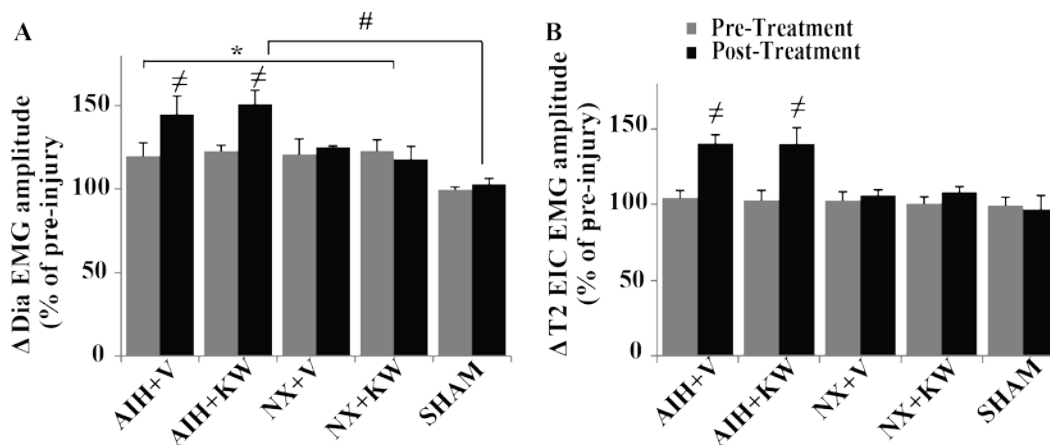 A
Δ Dia EMG amplitude
(% of pre-injury)
150
100
50
0
*
#
≠
≠
AIH+V
AIH+KW
NX+V
NX+KW
SHAM
B
Pre-Treatment
Post-Treatment
Δ T2 EIC EMG amplitude
(% of pre-injury)
150
100
50
0
≠
≠
AIH+V
AIH+KW
NX+V
NX+KW
SHAM